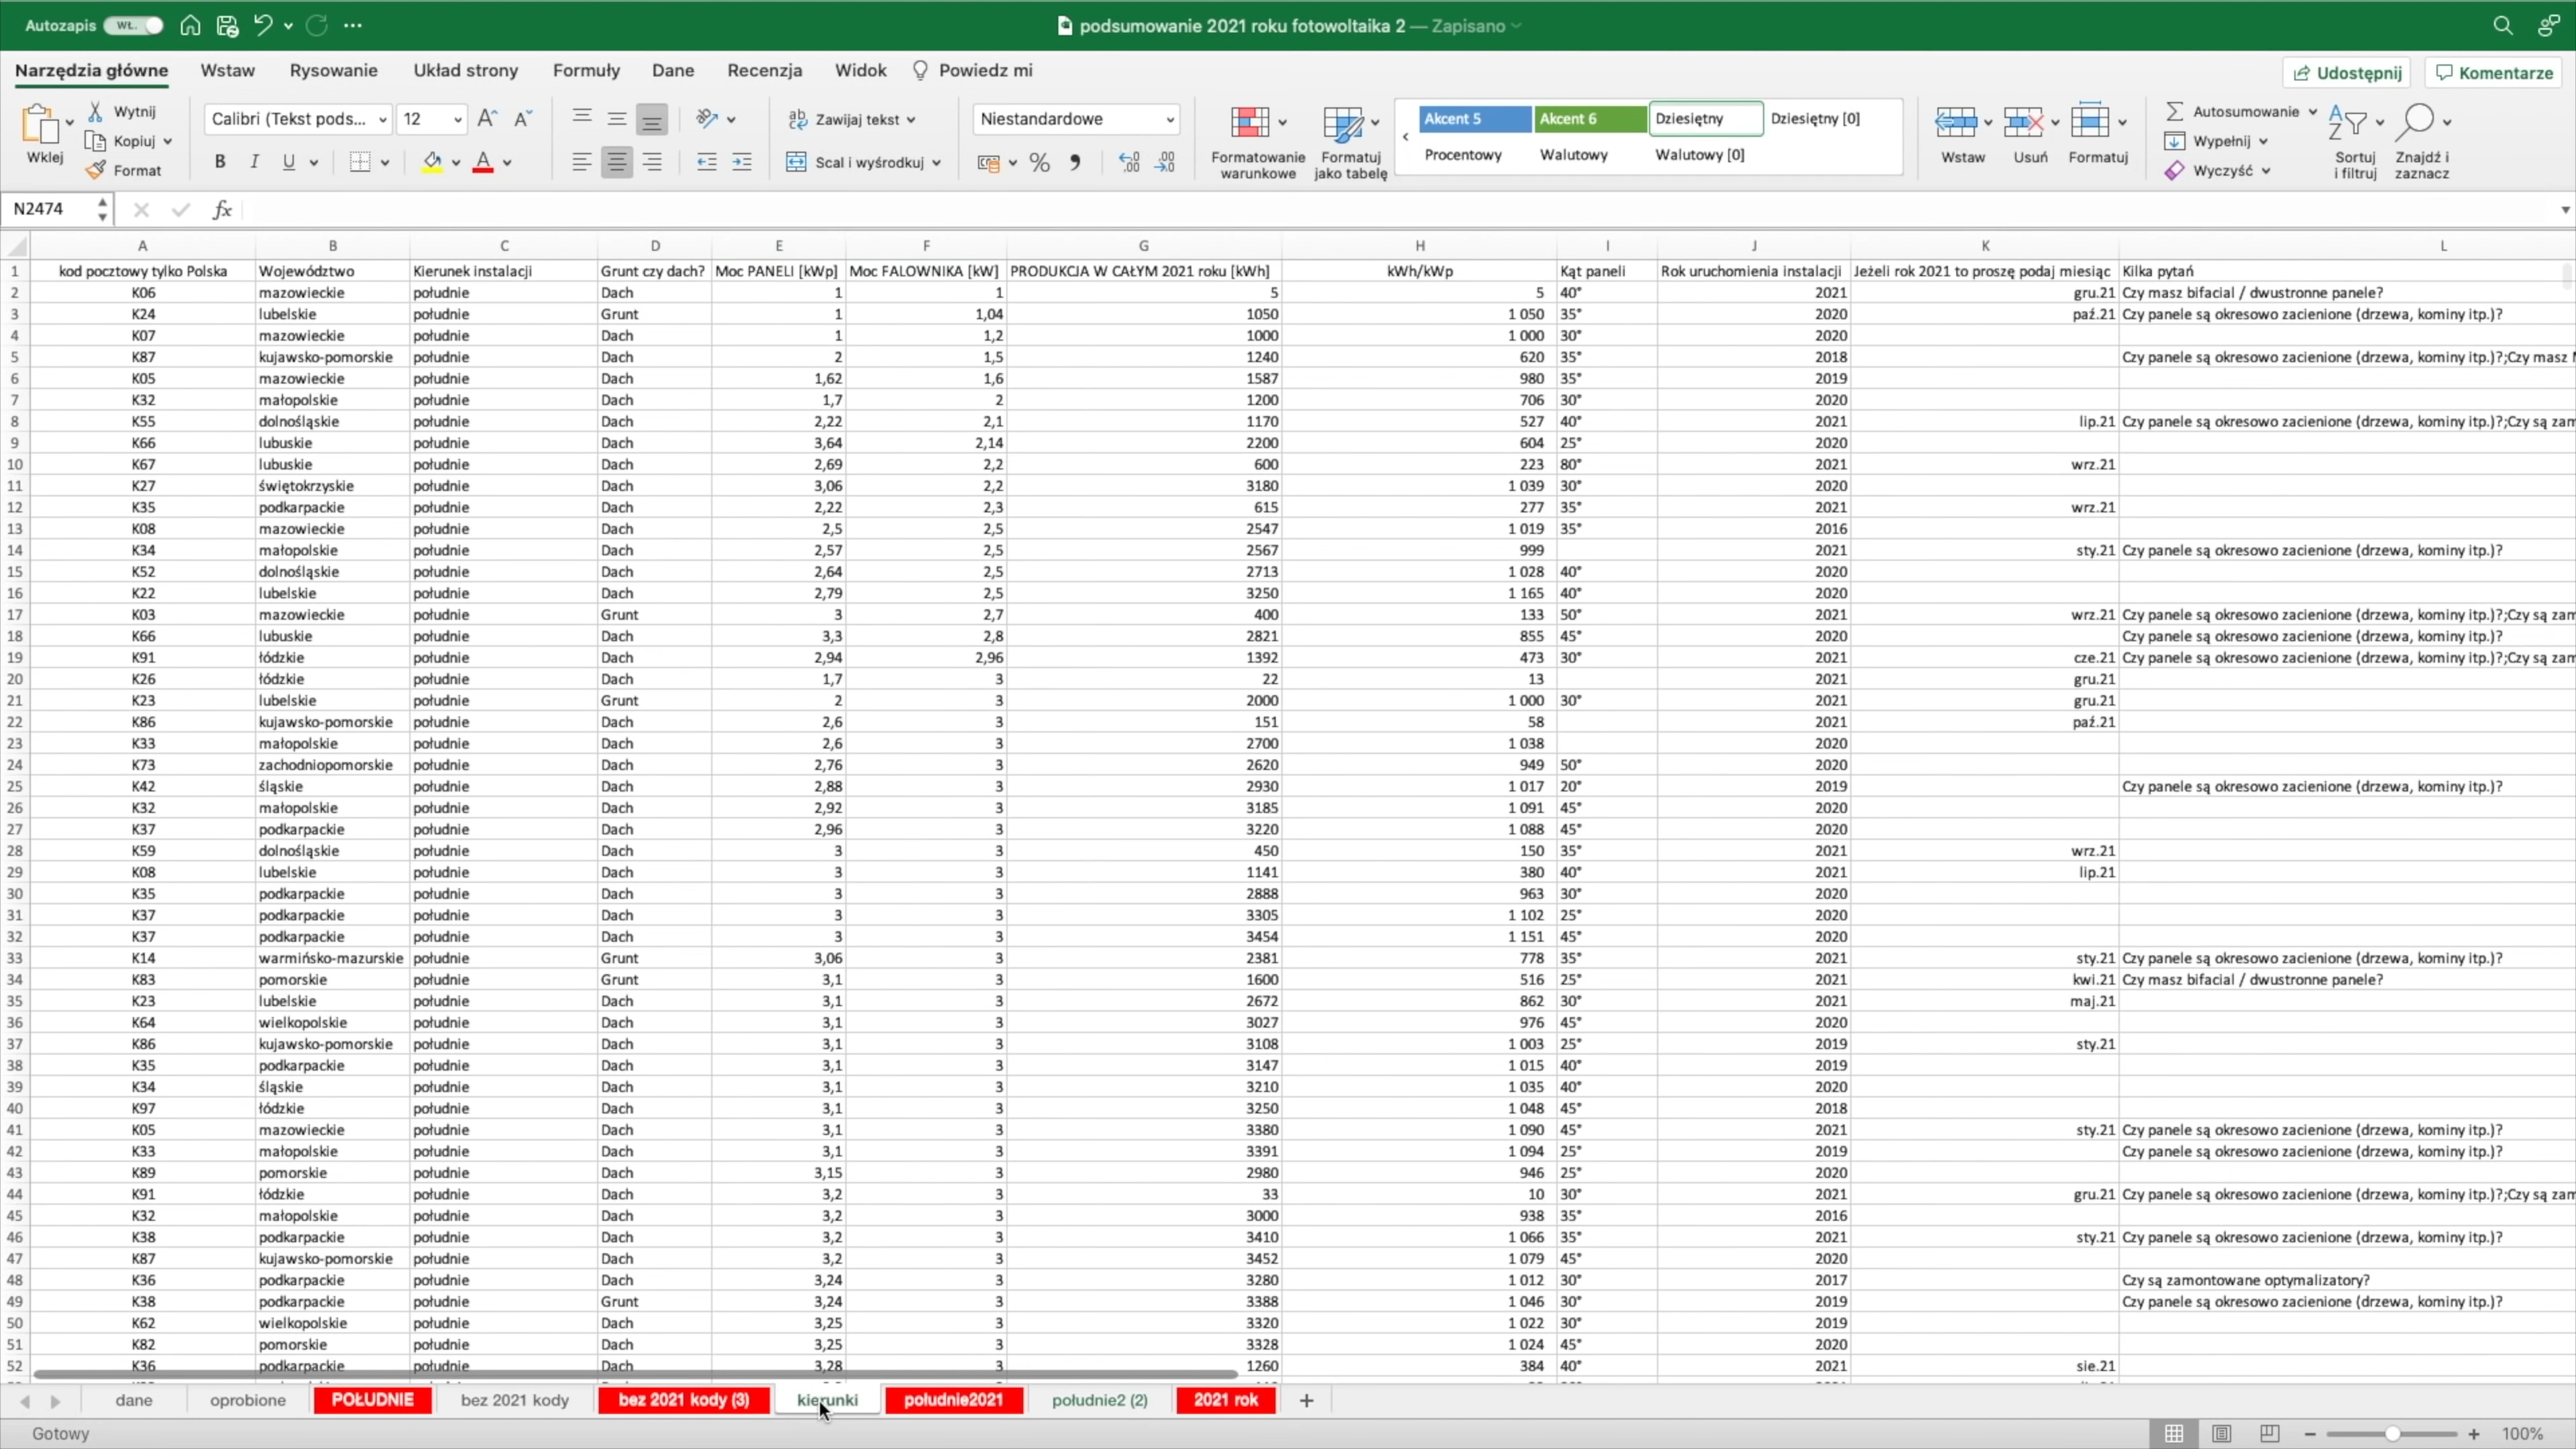 Autozapis WŁ. podsumowanie 2021 roku fotowoltaika 2 — Zapisano
Narzędzia główne Wstaw Rysowanie Układ strony Formuły Dane Recenzja Widok Powiedz mi Udostępnij Komentarze
Wklej Wytnij Kopiuj Format Calibri (Tekst pods... 12 Zawijaj tekst Niestandardowe Formatowanie warunkowe Formatuj jako tabelę Akcent 5 Akcent 6 Dziesiętny Dziesiętny [0] Wstaw Usuń Formatuj Autosumowanie Sortuj i filtruj Znajdź i zaznacz
B I U Scal i wyśrodkuj % Procentowy Walutowy Walutowy [0] Wypełnij Wyczyść
N2474 fx
A B C D E F G H I J K L
1 kod pocztowy tylko Polska Województwo Kierunek instalacji Grunt czy dach? Moc PANELI [kWp] Moc FALOWNIKA [kW] PRODUKCJA W CAŁYM 2021 roku [kWh] kWh/kWp Kąt paneli Rok uruchomienia instalacji Jeżeli rok 2021 to proszę podaj miesiąc Kilka pytań
2 K06 mazowieckie południe Dach 1 1 5 5 40° 2021 gru.21 Czy masz bifacial / dwustronne panele?
3 K24 lubelskie południe Grunt 1 1,04 1050 1 050 35° 2020 paź.21 Czy panele są okresowo zacienione (drzewa, kominy itp.)?
4 K07 mazowieckie południe Dach 1 1,2 1000 1 000 30° 2020
5 K87 kujawsko-pomorskie południe Dach 2 1,5 1240 620 35° 2018 Czy panele są okresowo zacienione (drzewa, kominy itp.)?;Czy masz
6 K05 mazowieckie południe Dach 1,62 1,6 1587 980 35° 2019
7 K32 małopolskie południe Dach 1,7 2 1200 706 30° 2020
8 K55 dolnośląskie południe Dach 2,22 2,1 1170 527 40° 2021 lip.21 Czy panele są okresowo zacienione (drzewa, kominy itp.)?;Czy są zam
9 K66 lubuskie południe Dach 3,64 2,14 2200 604 25° 2020
10 K67 lubuskie południe Dach 2,69 2,2 600 223 80° 2021 wrz.21
11 K27 świętokrzyskie południe Dach 3,06 2,2 3180 1 039 30° 2020
12 K35 podkarpackie południe Dach 2,22 2,3 615 277 35° 2021 wrz.21
13 K08 mazowieckie południe Dach 2,5 2,5 2547 1 019 35° 2016
14 K34 małopolskie południe Dach 2,57 2,5 2567 999 2021 sty.21 Czy panele są okresowo zacienione (drzewa, kominy itp.)?
15 K52 dolnośląskie południe Dach 2,64 2,5 2713 1 028 40° 2020
16 K22 lubelskie południe Dach 2,79 2,5 3250 1 165 40° 2020
17 K03 mazowieckie południe Grunt 3 2,7 400 133 50° 2021 wrz.21 Czy panele są okresowo zacienione (drzewa, kominy itp.)?;Czy są zam
18 K66 lubuskie południe Dach 3,3 2,8 2821 855 45° 2020 Czy panele są okresowo zacienione (drzewa, kominy itp.)?
19 K91 łódzkie południe Dach 2,94 2,96 1392 473 30° 2021 cze.21 Czy panele są okresowo zacienione (drzewa, kominy itp.)?;Czy są zam
20 K26 łódzkie południe Dach 1,7 3 22 13 2021 gru.21
21 K23 lubelskie południe Grunt 2 3 2000 1 000 30° 2021 gru.21
22 K86 kujawsko-pomorskie południe Dach 2,6 3 151 58 2021 paź.21
23 K33 małopolskie południe Dach 2,6 3 2700 1 038 2020
24 K73 zachodniopomorskie południe Dach 2,76 3 2620 949 50° 2020
25 K42 śląskie południe Dach 2,88 3 2930 1 017 20° 2019 Czy panele są okresowo zacienione (drzewa, kominy itp.)?
26 K32 małopolskie południe Dach 2,92 3 3185 1 091 45° 2020
27 K37 podkarpackie południe Dach 2,96 3 3220 1 088 45° 2020
28 K59 dolnośląskie południe Dach 3 3 450 150 35° 2021 wrz.21
29 K08 lubelskie południe Dach 3 3 1141 380 40° 2021 lip.21
30 K35 podkarpackie południe Dach 3 3 2888 963 30° 2020
31 K37 podkarpackie południe Dach 3 3 3305 1 102 25° 2020
32 K37 podkarpackie południe Dach 3 3 3454 1 151 45° 2020
33 K14 warmińsko-mazurskie południe Grunt 3,06 3 2381 778 35° 2021 sty.21 Czy panele są okresowo zacienione (drzewa, kominy itp.)?
34 K83 pomorskie południe Grunt 3,1 3 1600 516 25° 2021 kwi.21 Czy masz bifacial / dwustronne panele?
35 K23 lubelskie południe Dach 3,1 3 2672 862 30° 2021 maj.21
36 K64 wielkopolskie południe Dach 3,1 3 3027 976 45° 2020
37 K86 kujawsko-pomorskie południe Dach 3,1 3 3108 1 003 25° 2019 sty.21
38 K35 podkarpackie południe Dach 3,1 3 3147 1 015 40° 2019
39 K34 śląskie południe Dach 3,1 3 3210 1 035 40° 2020
40 K97 łódzkie południe Dach 3,1 3 3250 1 048 45° 2018
41 K05 mazowieckie południe Dach 3,1 3 3380 1 090 45° 2021 sty.21 Czy panele są okresowo zacienione (drzewa, kominy itp.)?
42 K33 małopolskie południe Dach 3,1 3 3391 1 094 25° 2019 Czy panele są okresowo zacienione (drzewa, kominy itp.)?
43 K89 pomorskie południe Dach 3,15 3 2980 946 25° 2020
44 K91 łódzkie południe Dach 3,2 3 33 10 30° 2021 gru.21 Czy panele są okresowo zacienione (drzewa, kominy itp.)?;Czy są zam
45 K32 małopolskie południe Dach 3,2 3 3000 938 35° 2016
46 K38 podkarpackie południe Dach 3,2 3 3410 1 066 35° 2021 sty.21 Czy panele są okresowo zacienione (drzewa, kominy itp.)?
47 K87 kujawsko-pomorskie południe Dach 3,2 3 3452 1 079 45° 2020
48 K36 podkarpackie południe Dach 3,24 3 3280 1 012 30° 2017 Czy są zamontowane optymalizatory?
49 K38 podkarpackie południe Grunt 3,24 3 3388 1 046 30° 2019 Czy panele są okresowo zacienione (drzewa, kominy itp.)?
50 K62 wielkopolskie południe Dach 3,25 3 3320 1 022 30° 2019
51 K82 pomorskie południe Dach 3,25 3 3328 1 024 45° 2020
52 K36 podkarpackie południe Dach 3,28 3 1260 384 40° 2021 sie.21
dane oprobione POŁUDNIE bez 2021 kody bez 2021 kody (3) kierunki poludnie2021 południe2 (2) 2021 rok +
Gotowy 100%